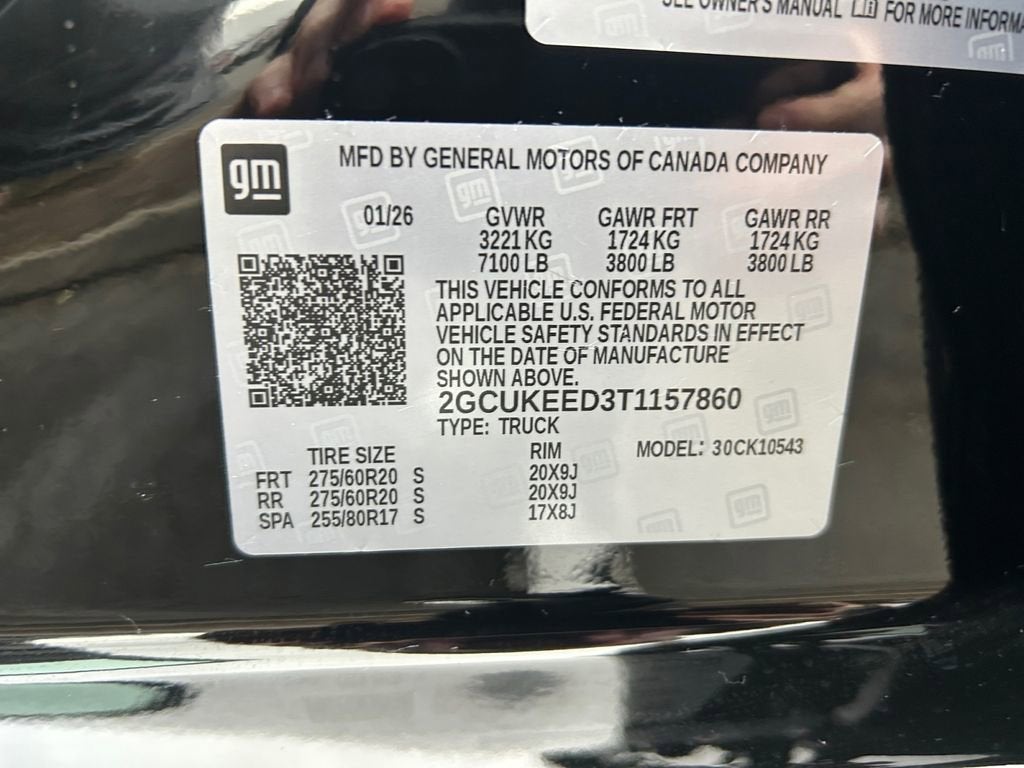 SEE OWNER'S MANUAL FOR MORE
gm
MFD BY GENERAL MOTORS OF CANADA COMPANY
01/26 GVWR GAWR FRT GAWR RR
3221 KG 1724 KG 1724 KG
7100 LB 3800 LB 3800 LB
THIS VEHICLE CONFORMS TO ALL
APPLICABLE U.S. FEDERAL MOTOR
VEHICLE SAFETY STANDARDS IN EFFECT
ON THE DATE OF MANUFACTURE
SHOWN ABOVE.
2GCUKEED3T1157860
TYPE: TRUCK
TIRE SIZE RIM MODEL: 30CK10543
FRT 275/60R20 S 20X9J
RR 275/60R20 S 20X9J
SPA 255/80R17 S 17X8J